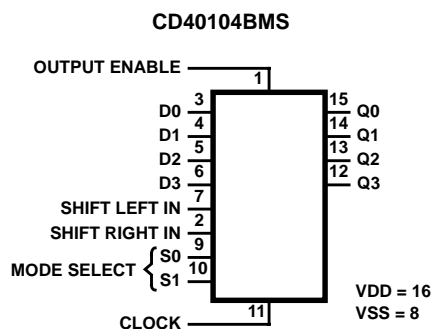 CD40104BMS
OUTPUT ENABLE 1
D0 3 15 Q0
D1 4 14 Q1
D2 5 13 Q2
D3 6 12 Q3
SHIFT LEFT IN 7
SHIFT RIGHT IN 2
MODE SELECT { S0 9
S1 10
VDD = 16
VSS = 8
CLOCK 11